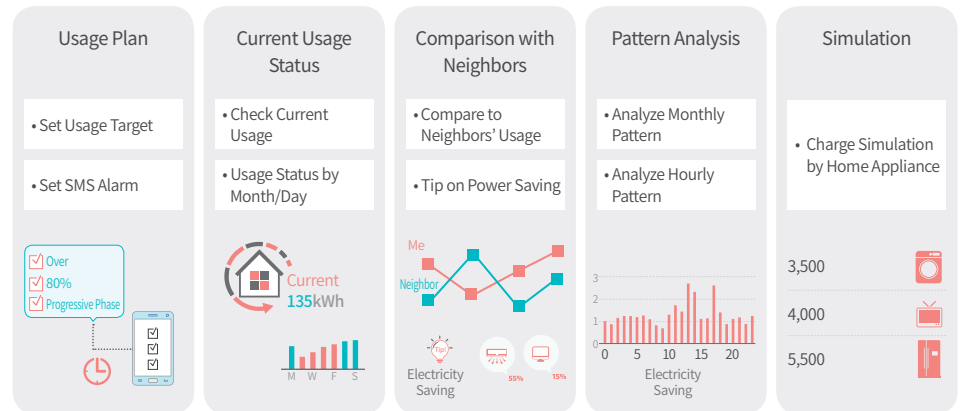 Usage Plan
• Set Usage Target
• Set SMS Alarm
Over
80%
Progressive Phase
Current Usage
Status
• Check Current
Usage
• Usage Status by
Month/Day
Current
135kWh
M W F S
Comparison with
Neighbors
• Compare to
Neighbors' Usage
• Tip on Power Saving
Me
Neighbor
Tip!
Electricity
Saving
55%
15%
Pattern Analysis
• Analyze Monthly
Pattern
• Analyze Hourly
Pattern
3
2
1
0
0 5 10 15 20
Electricity
Saving
Simulation
• Charge Simulation
by Home Appliance
3,500
4,000
5,500